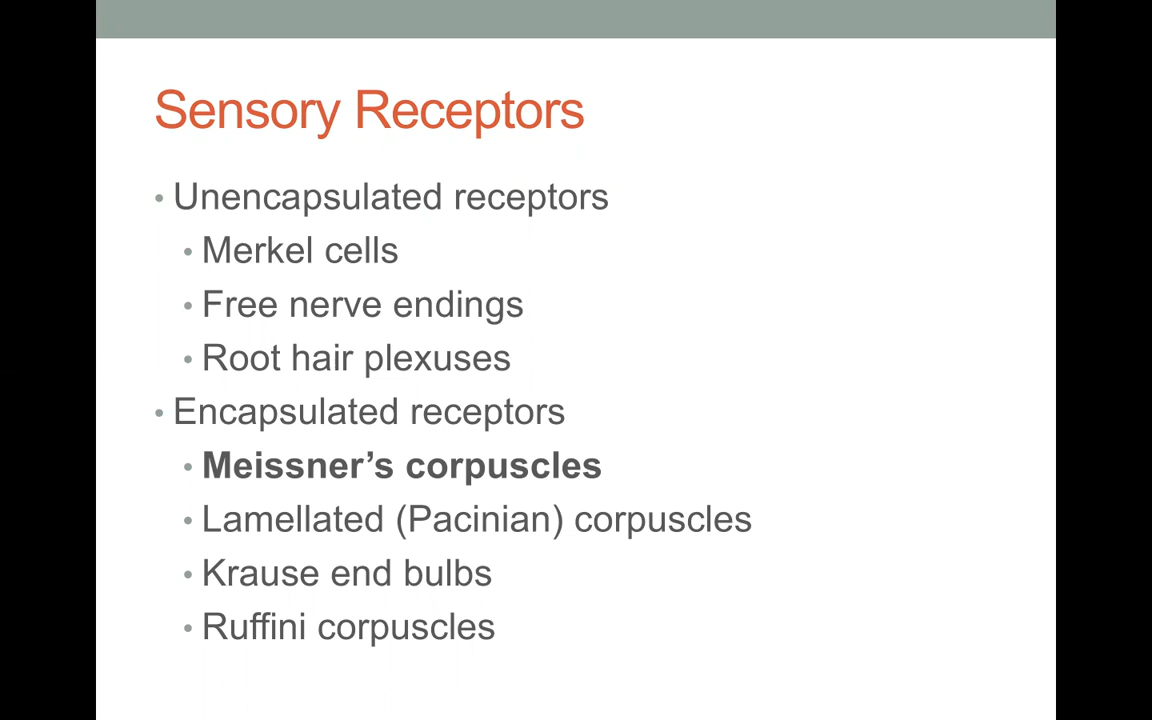 Sensory Receptors
• Unencapsulated receptors
• Merkel cells
• Free nerve endings
• Root hair plexuses
• Encapsulated receptors
• Meissner’s corpuscles
• Lamellated (Pacinian) corpuscles
• Krause end bulbs
• Ruffini corpuscles